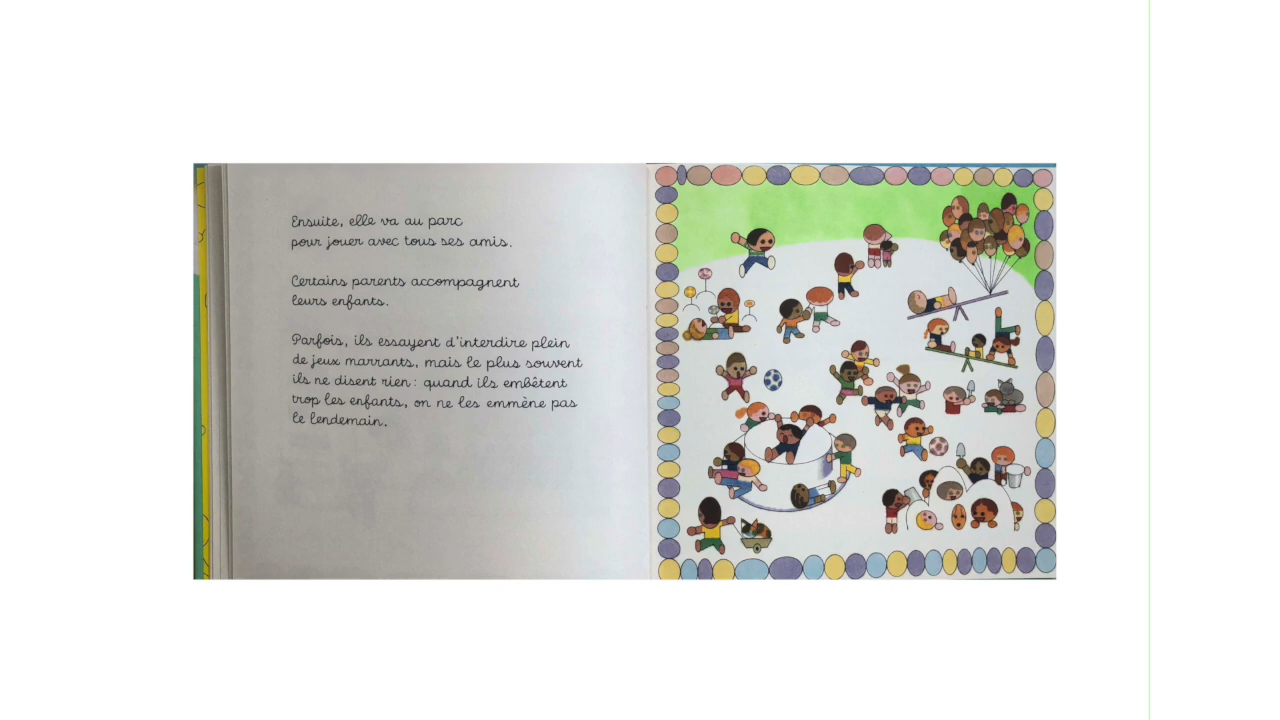 Ensuite, elle va au parc
pour jouer avec tous ses amis.
Certains parents accompagnent
leurs enfants.
Parfois, ils essayent d'interdire plein
de jeux marrants, mais le plus souvent
ils ne disent rien : quand ils embêtent
trop les enfants, on ne les emmène pas
le lendemain.